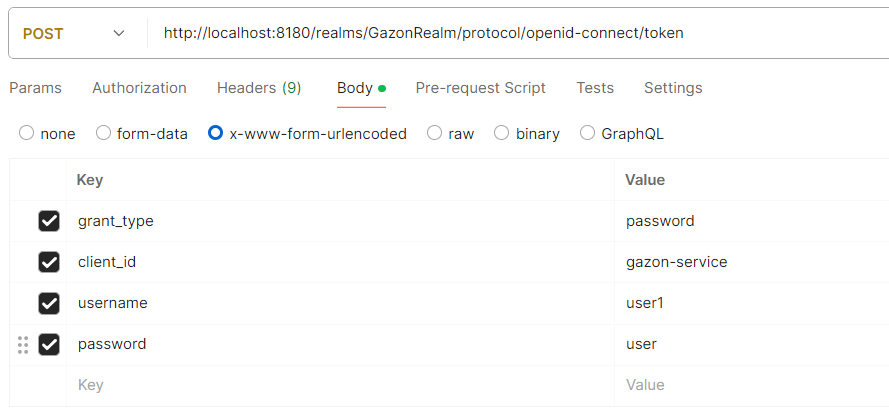 POST http://localhost:8180/realms/GazonRealm/protocol/openid-connect/token
Params Authorization Headers (9) Body Pre-request Script Tests Settings
none form-data x-www-form-urlencoded raw binary GraphQL
Key Value
grant_type password
client_id gazon-service
username user1
password user
Key Value